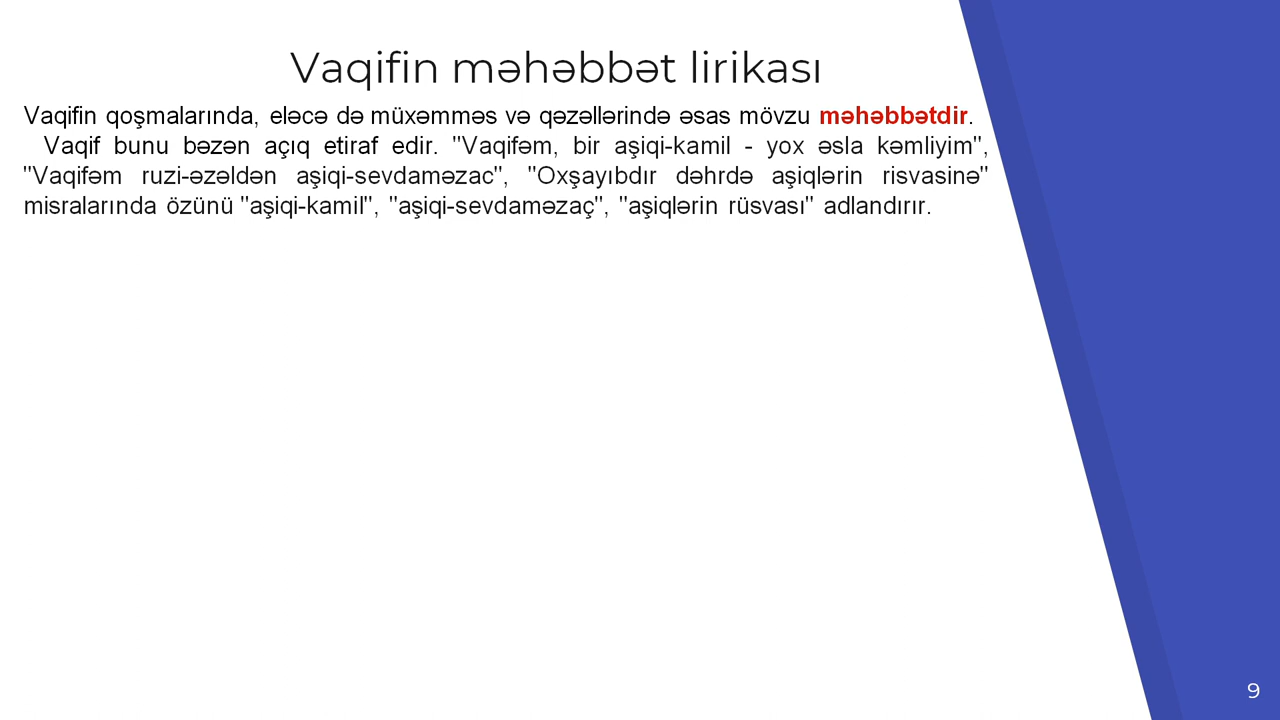 Vaqifin məhəbbət lirikası
Vaqifin qoşmalarında, eləcə də müxəmməs və qəzəllərində əsas mövzu məhəbbətdir.
Vaqif bunu bəzən açıq etiraf edir. "Vaqifəm, bir aşiqi-kamil - yox əsla kəmliyim",
"Vaqifəm ruzi-əzəldən aşiqi-sevdaməzac", "Oxşayıbdır dəhrdə aşiqlərin risvasinə"
misralarında özünü "aşiqi-kamil", "aşiqi-sevdaməzaç", "aşiqlərin rüsvası" adlandırır.
9